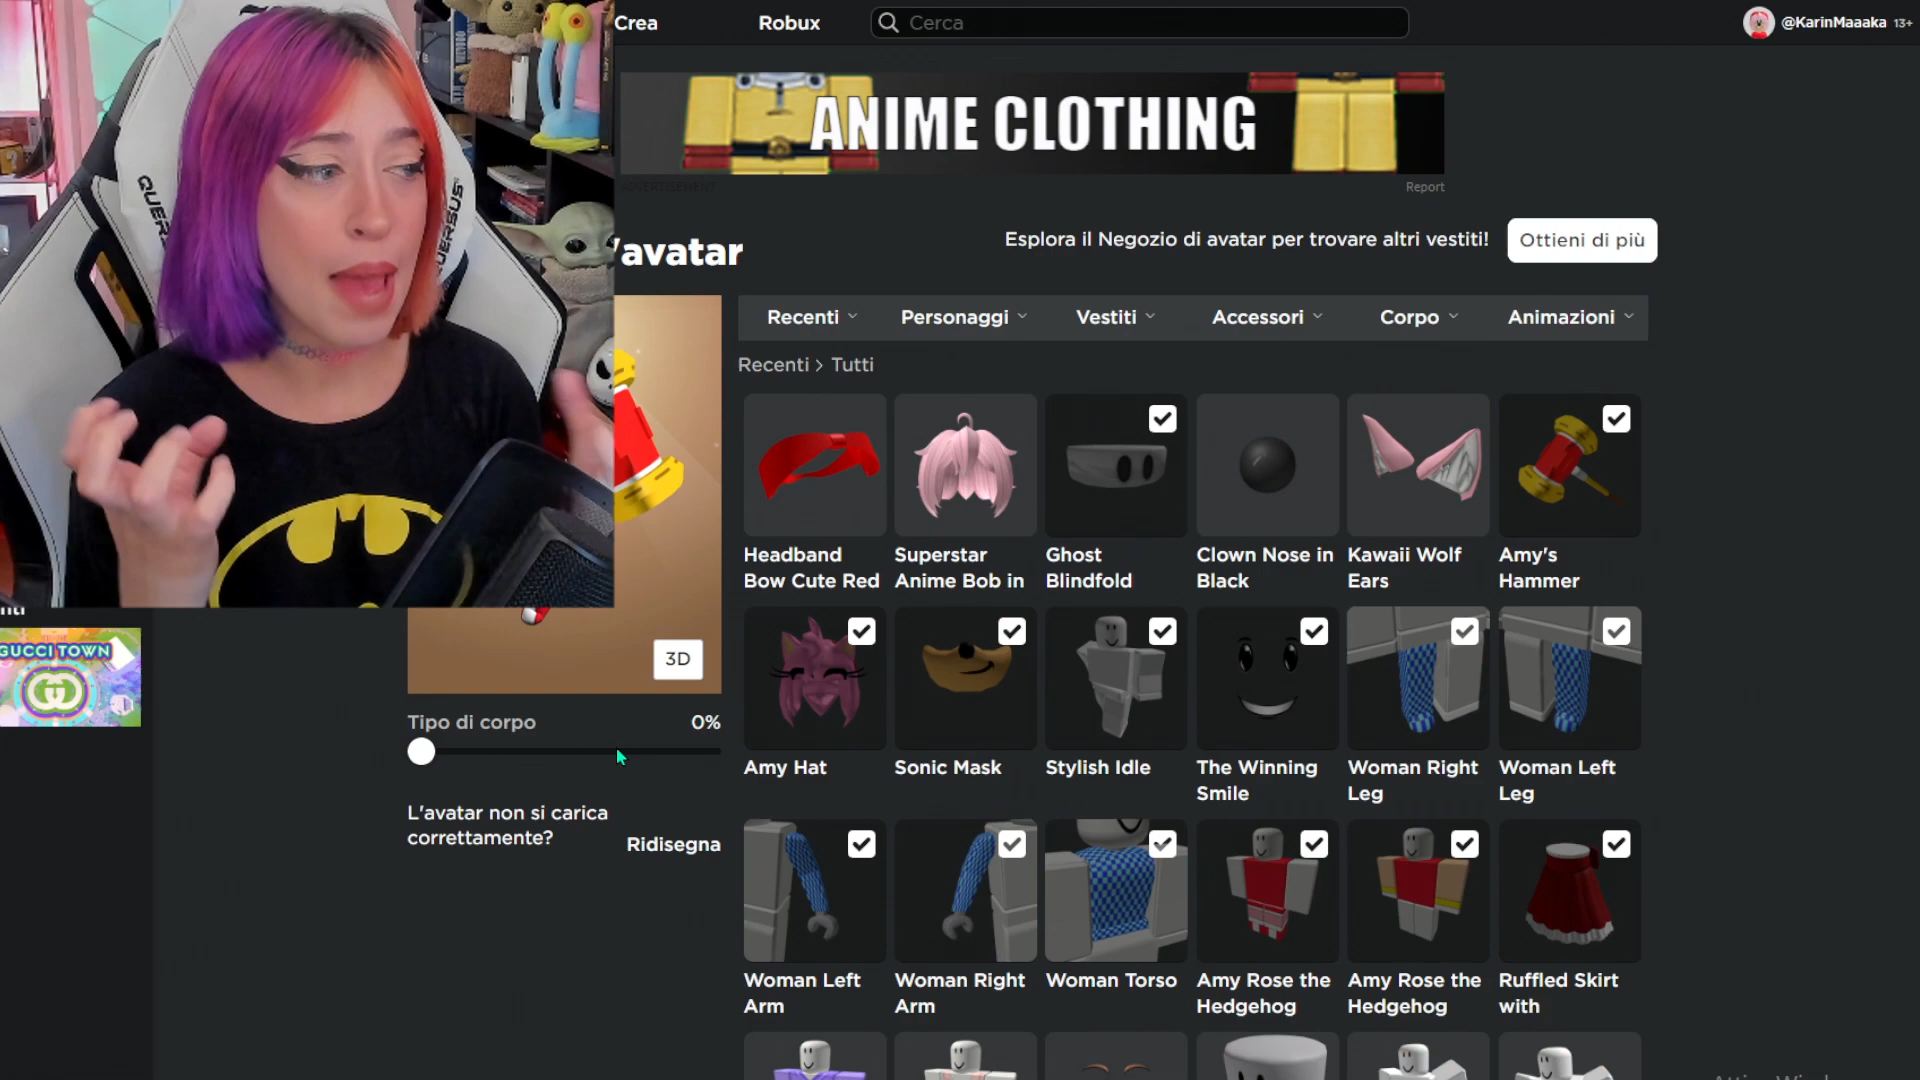 Crea
Robux
Cerca
@KarinMaaaka 13+
ANIME CLOTHING
ADVERTISEMENT
Report
'avatar
Esplora il Negozio di avatar per trovare altri vestiti!
Ottieni di più
Recenti
Personaggi
Vestiti
Accessori
Corpo
Animazioni
Recenti > Tutti
QUERSUS
Headband
Bow Cute Red
Superstar
Anime Bob in
Ghost
Blindfold
Clown Nose in
Black
Kawaii Wolf
Ears
Amy's
Hammer
GUCCI TOWN
3D
Tipo di corpo
0%
L'avatar non si carica
correttamente?
Ridisegna
Amy Hat
Sonic Mask
Stylish Idle
The Winning
Smile
Woman Right
Leg
Woman Left
Leg
Woman Left
Arm
Woman Right
Arm
Woman Torso
Amy Rose the
Hedgehog
Amy Rose the
Hedgehog
Ruffled Skirt
with